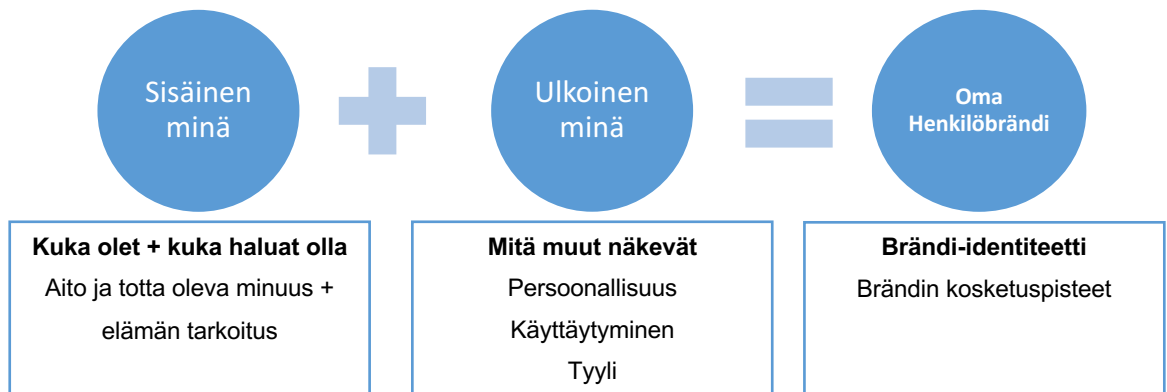 Sisäinen
minä
Ulkoinen
minä
Oma
Henkilöbrändi
Kuka olet + kuka haluat olla
Aito ja totta oleva minuus +
elämän tarkoitus
Mitä muut näkevät
Persoonallisuus
Käyttäytyminen
Tyyli
Brändi-identiteetti
Brändin kosketuspisteet